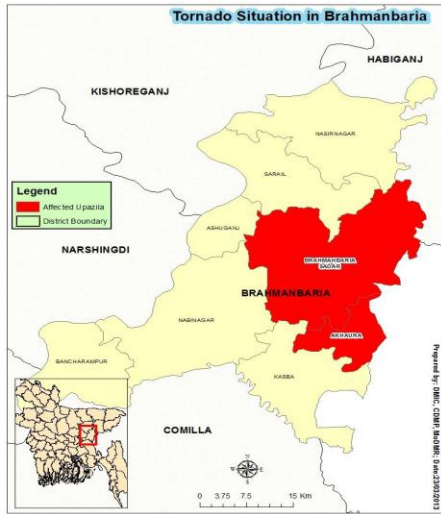 Tornado Situation in Brahmanbaria
HABIGANJ
KISHOREGANJ
NASIRNAGAR
SARAIL
Legend
Affected Upazila
District Boundary
ASHUGANJ
NARSHINGDI
BRAHMANBARIA
SADAR
BRAHMANBARIA
NABINAGAR
AKHAURA
BANCHARAMPUR
KASBA
COMILLA
0 3.75 7.5 15 Km
Prepared by: DMIC, CDMP, MoDMR; Date:23/03/2013